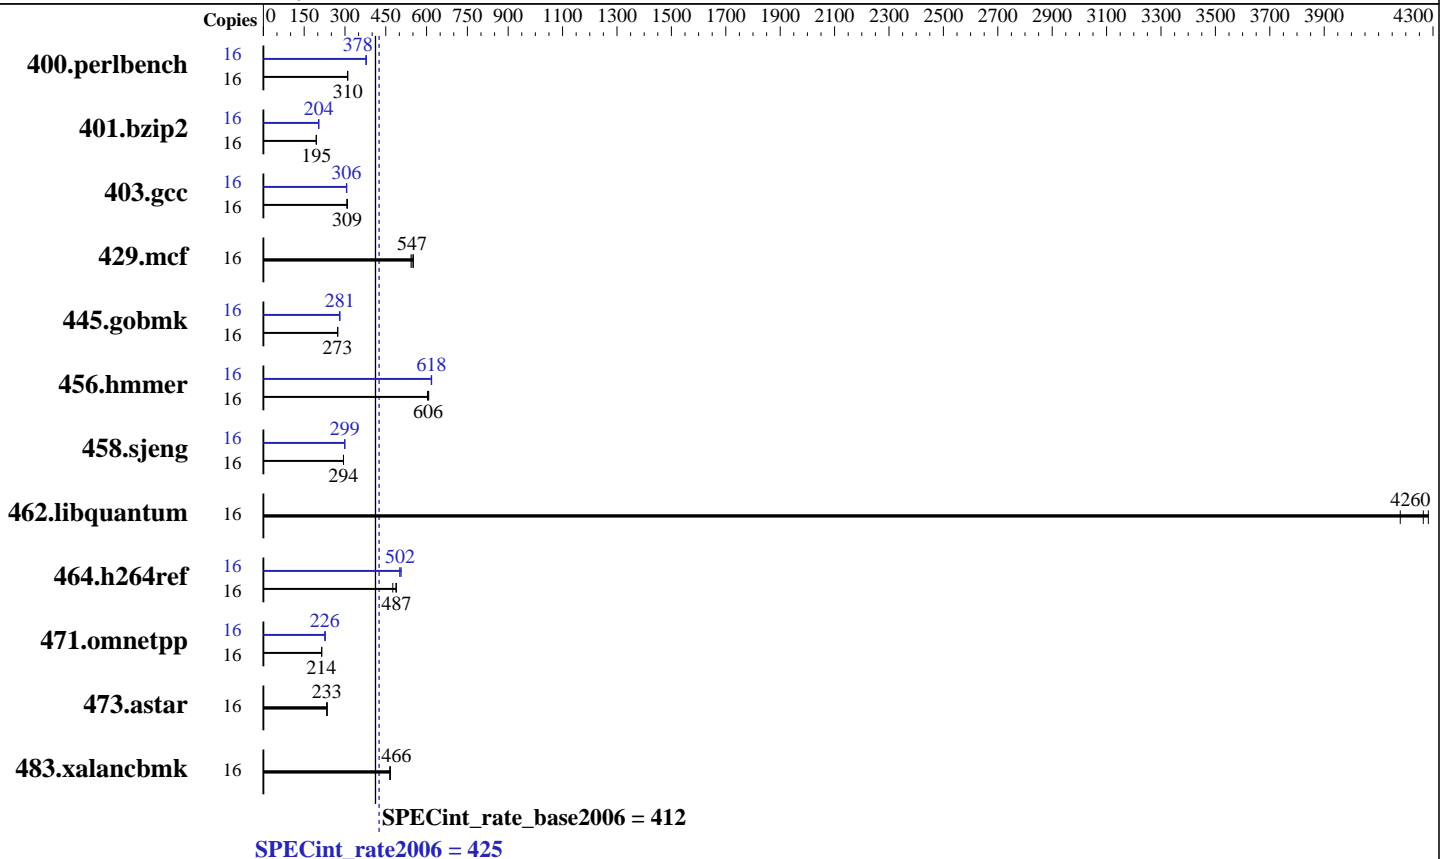 Copies 0 150 300 450 600 750 900 1100 1300 1500 1700 1900 2100 2300 2500 2700 2900 3100 3300 3500 3700 3900 4300
400.perlbench 16 378
16 310
401.bzip2 16 204
16 195
403.gcc 16 306
16 309
429.mcf 16 547
445.gobmk 16 281
16 273
456.hmmer 16 618
16 606
458.sjeng 16 299
16 294
462.libquantum 16 4260
464.h264ref 16 502
16 487
471.omnetpp 16 226
16 214
473.astar 16 233
483.xalancbmk 16 466
SPECint_rate_base2006 = 412
SPECint_rate2006 = 425